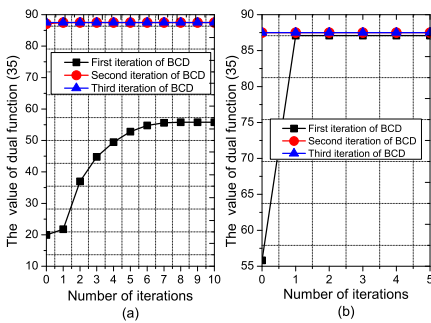 The value of dual function (35)
90
80
70
60
50
40
30
20
10
First iteration of BCD
Second iteration of BCD
Third iteration of BCD
0 1 2 3 4 5 6 7 8 9 10
Number of iterations
(a)
The value of dual function (35)
90
85
80
75
70
65
60
55
First iteration of BCD
Second iteration of BCD
Third iteration of BCD
0 1 2 3 4 5
Number of iterations
(b)